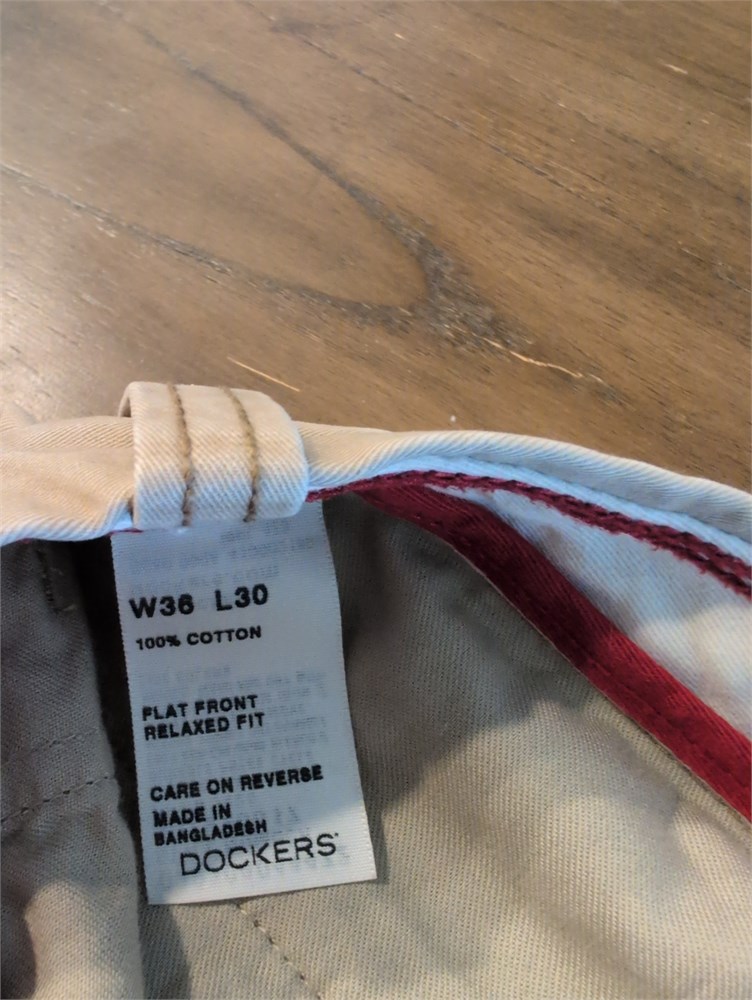 W36 L30
100% COTTON
FLAT FRONT
RELAXED FIT
CARE ON REVERSE
MADE IN
BANGLADESH
DOCKERS